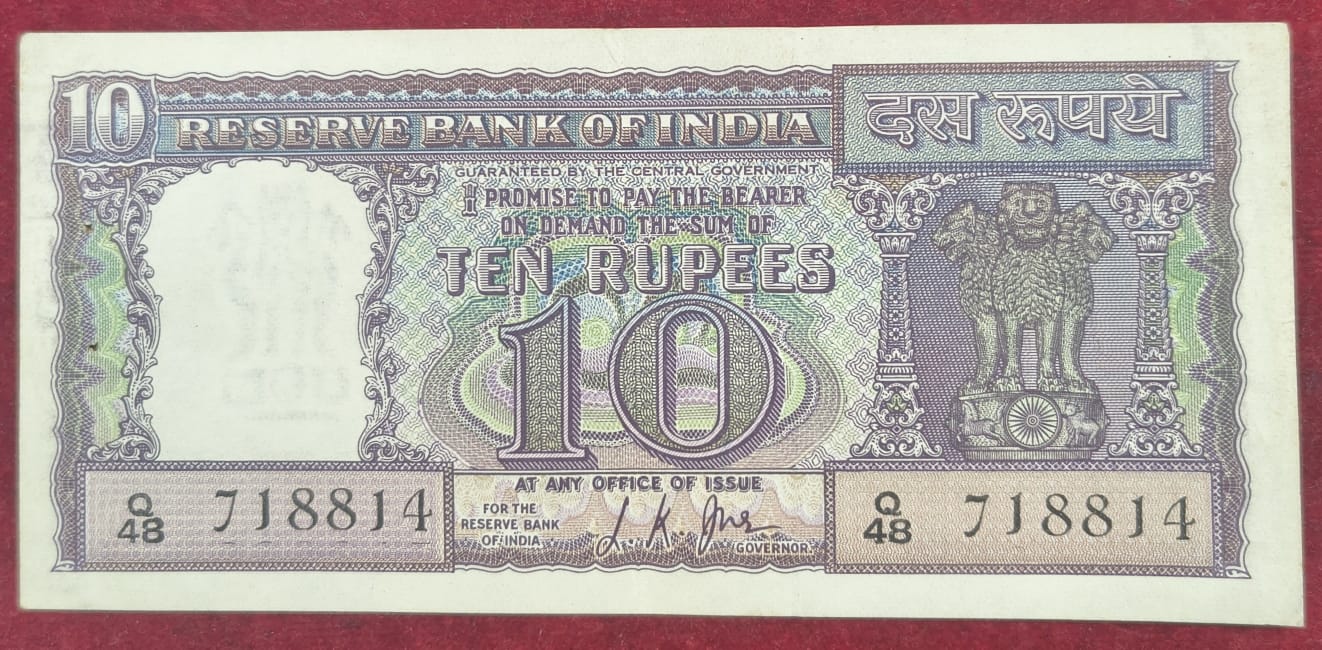 10
RESERVE BANK OF INDIA
दस रूपये
GUARANTEED BY THE CENTRAL GOVERNMENT
I PROMISE TO PAY THE BEARER
ON DEMAND THE SUM OF
TEN RUPEES
10
AT ANY OFFICE OF ISSUE
FOR THE
RESERVE BANK
OF INDIA
L K Jha
GOVERNOR.
Q
48 718814
Q
48 718814